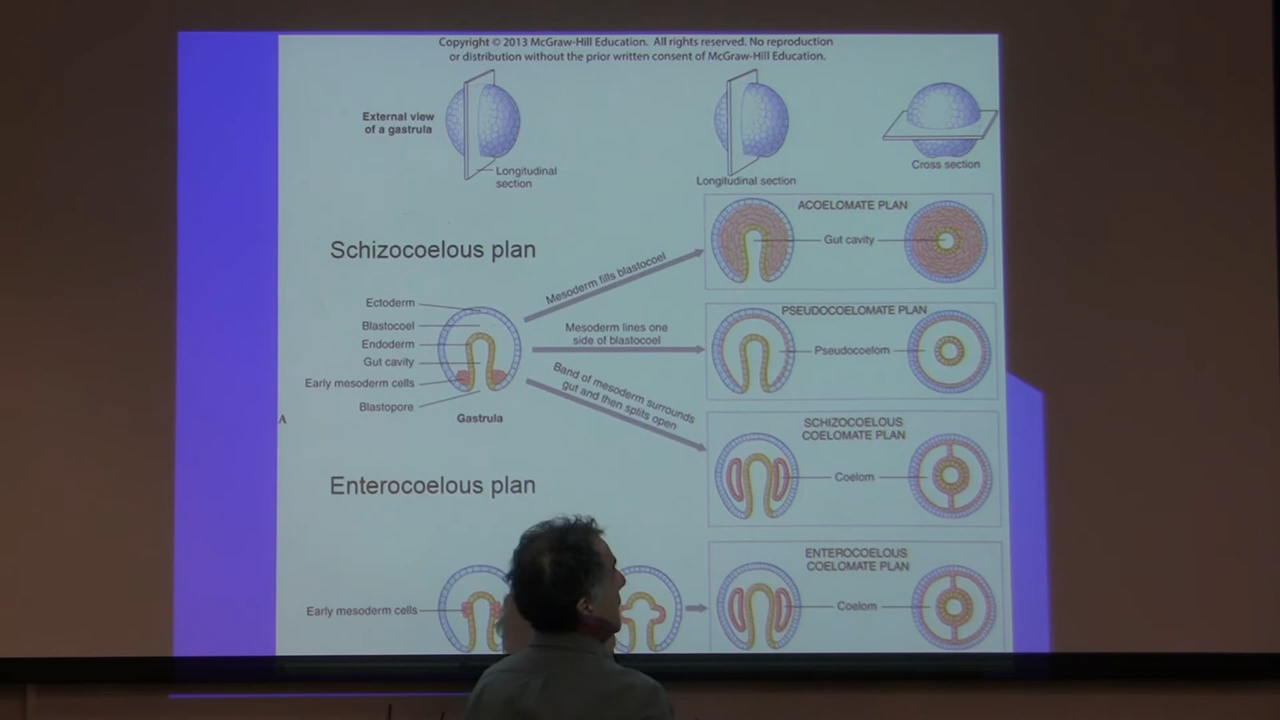 Copyright © 2013 McGraw-Hill Education. All rights reserved. No reproduction
or distribution without the prior written consent of McGraw-Hill Education.
External view
of a gastrula
Longitudinal
section
Longitudinal section
Cross section
Schizocoelous plan
Ectoderm
Blastocoel
Endoderm
Gut cavity
Early mesoderm cells
Blastopore
A
Gastrula
Mesoderm fills blastocoel
Mesoderm lines one
side of blastocoel
Band of mesoderm surrounds
gut and then splits open
ACOELOMATE PLAN
Gut cavity
PSEUDOCOELOMATE PLAN
Pseudocoelom
SCHIZOCOELOUS
COELOMATE PLAN
Coelom
Enterocoelous plan
Early mesoderm cells
ENTEROCOELOUS
COELOMATE PLAN
Coelom